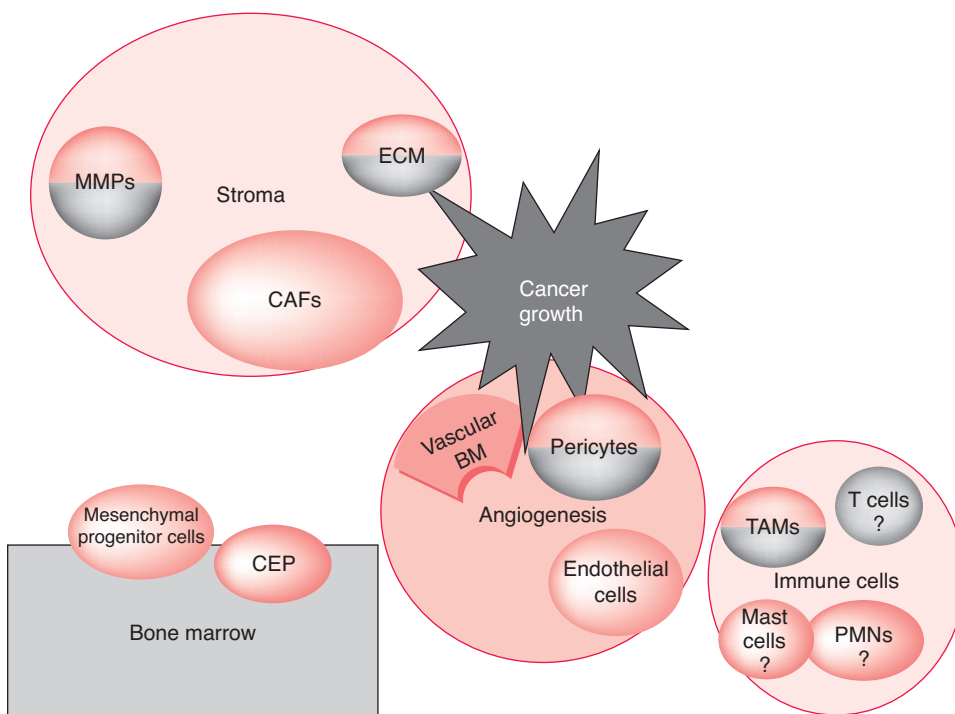 MMPs
ECM
Stroma
CAFs
Cancer
growth
Vascular
BM
Pericytes
Angiogenesis
Endothelial
cells
Mesenchymal
progenitor cells
CEP
Bone marrow
TAMs
T cells
?
Immune cells
Mast
cells
?
PMNs
?